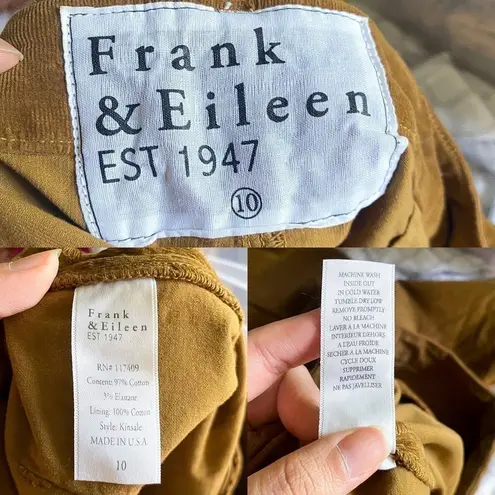 Frank
& Eileen
EST 1947
10
Frank
& Eileen
EST 1947
RN# 117409
Content: 97% Cotton
3% Elastane
Lining: 100% Cotton
Style: Kinsale
MADE IN U.S.A
10
MACHINE WASH
INSIDE OUT
IN COLD WATER
TUMBLE DRY LOW
REMOVE PROMPTLY
NO BLEACH
LAVER A LA MACHINE
INTERIEUR DEHORS
A L'EAU FROIDE
SECHER A LA MACHINE
CYCLE DOUX
SUPPRIMER
RAPIDEMENT
NE PAS JAVELLISER